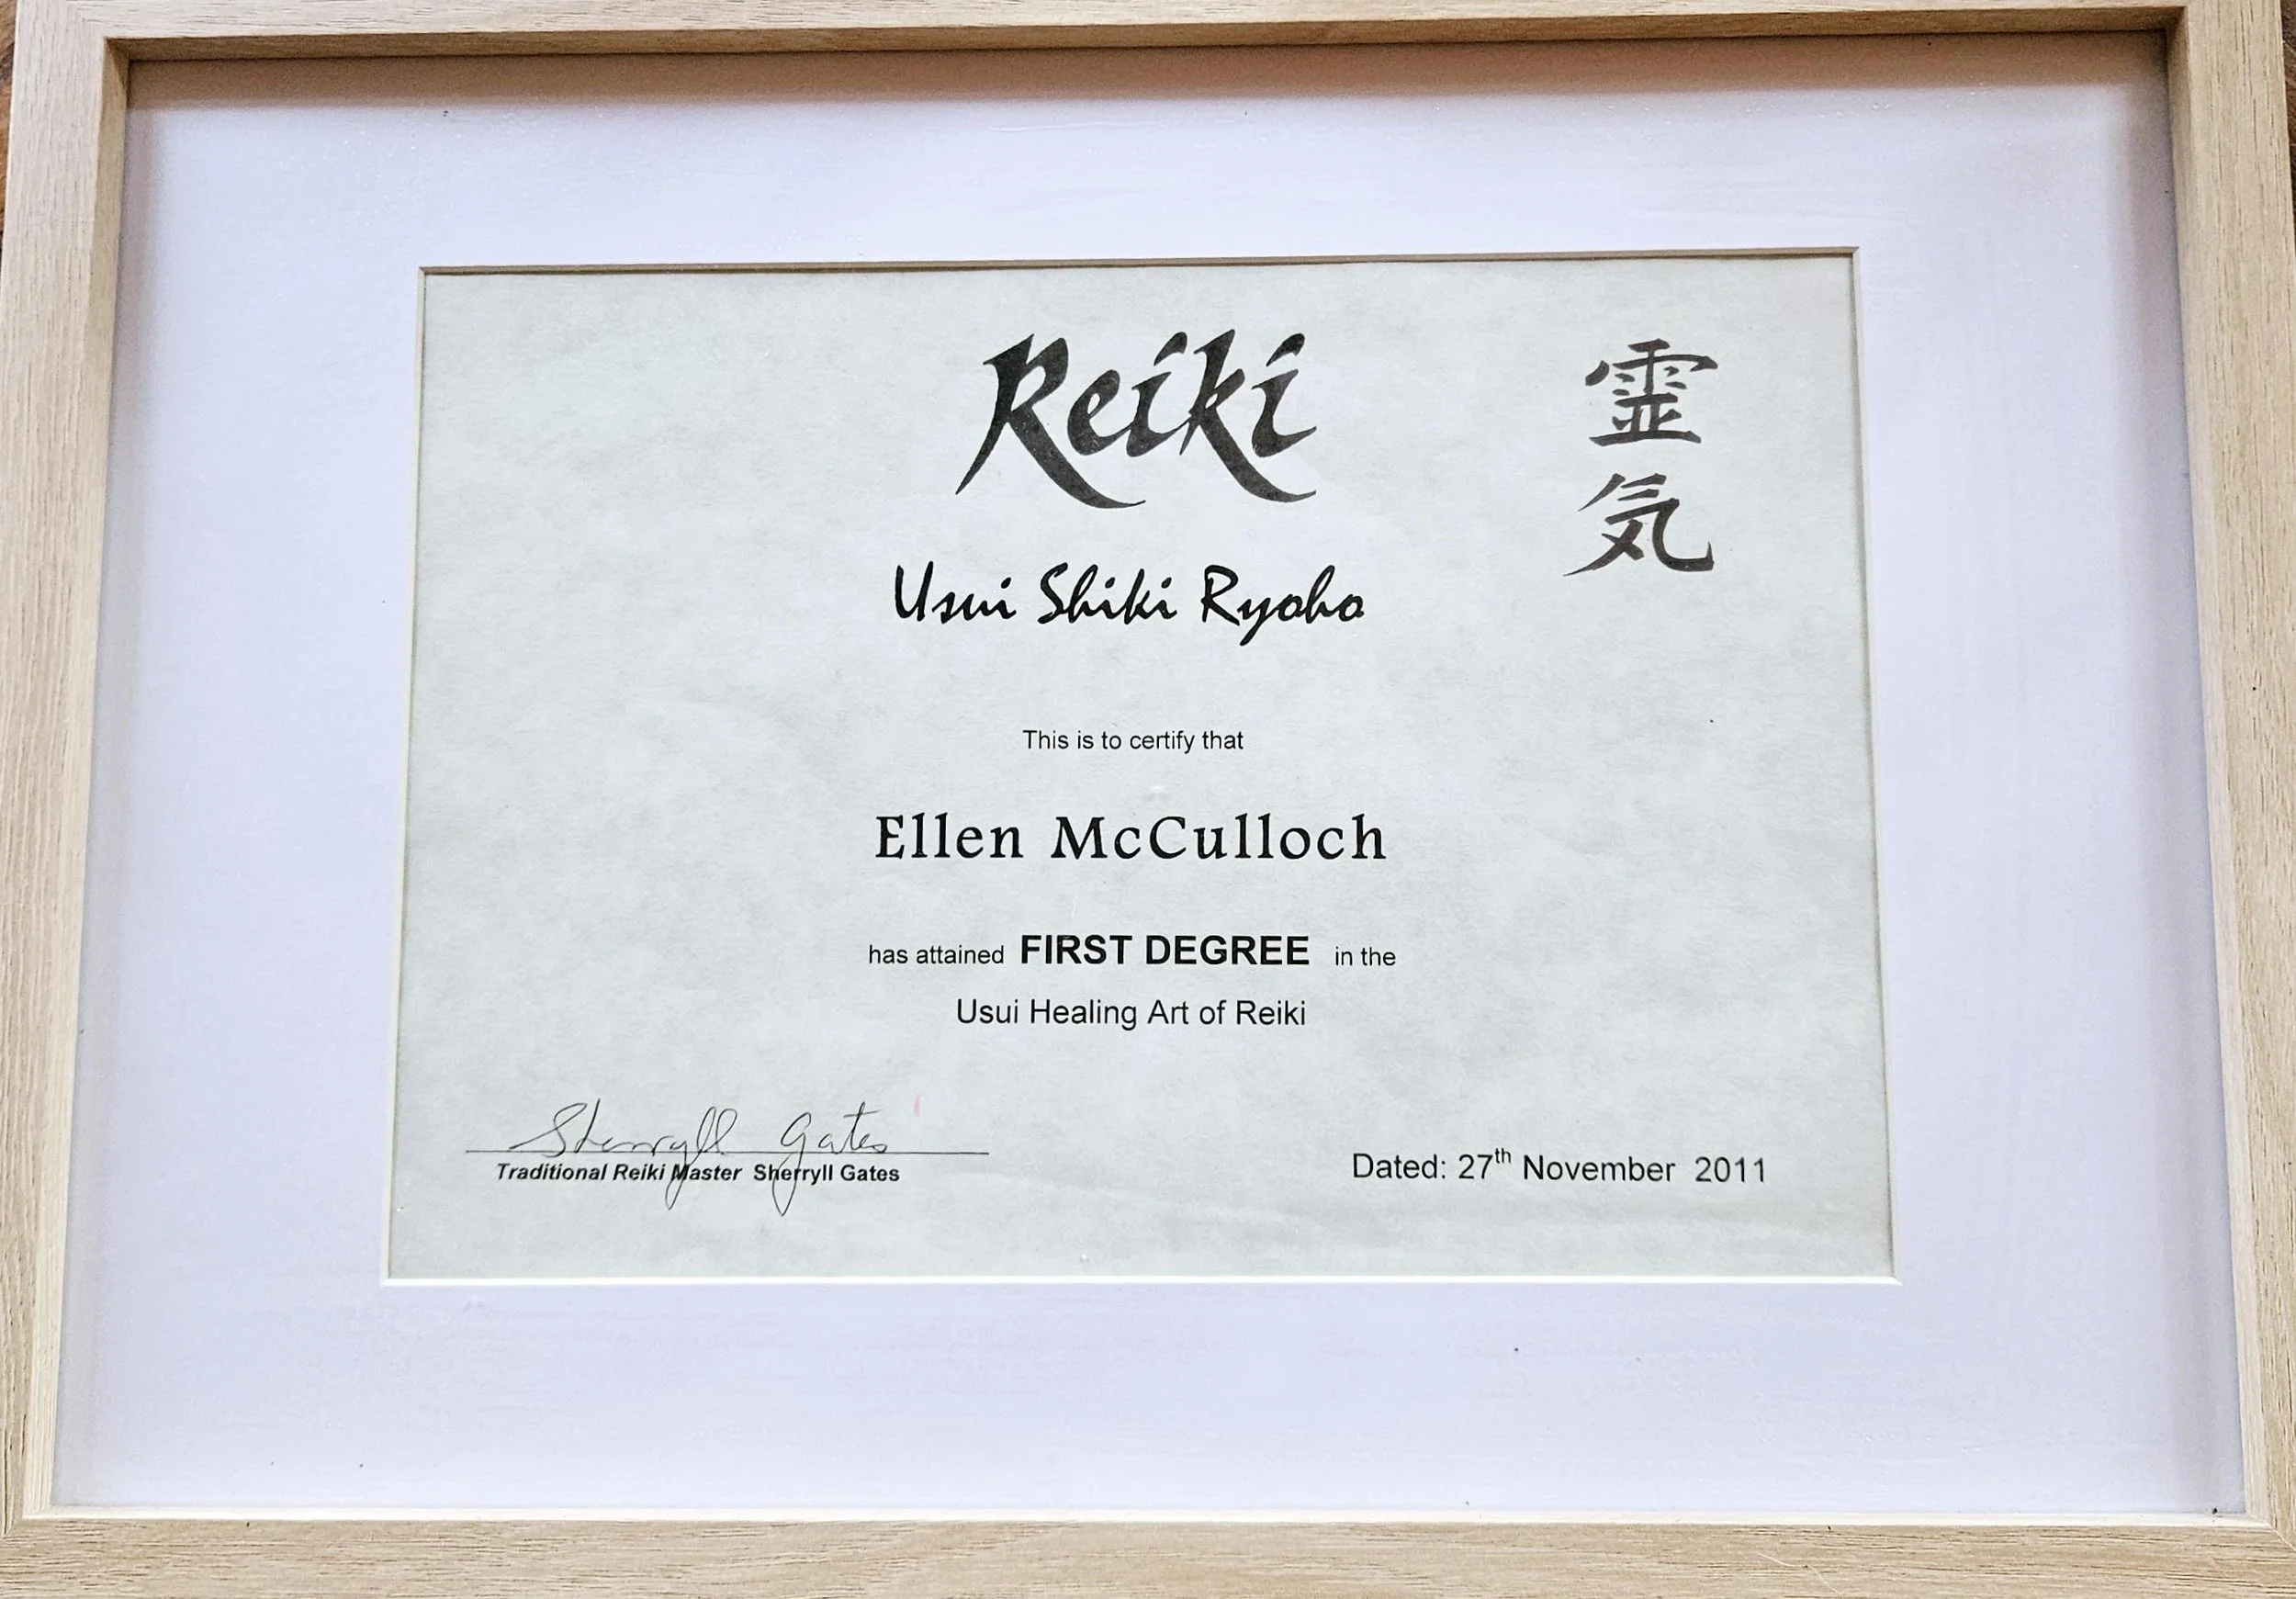 Reiki
霊
気
Usui Shiki Ryoho
This is to certify that
Ellen McCulloch
has attained FIRST DEGREE in the
Usui Healing Art of Reiki
Sherryll Gates
Traditional Reiki Master Sherryll Gates
Dated: 27th November 2011